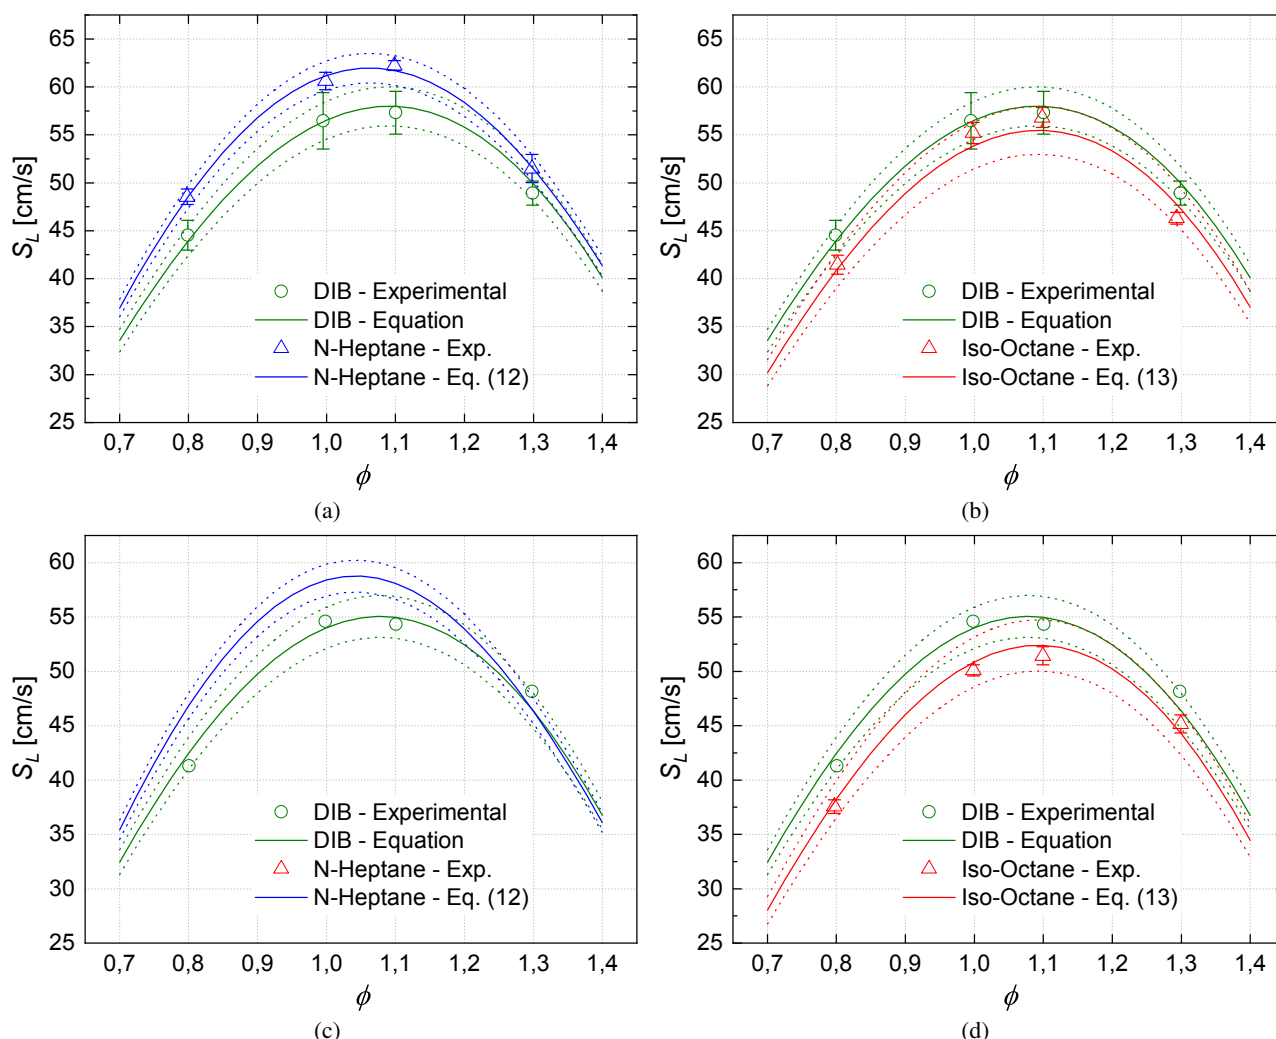 65
60
55
50
45
40
35
30
25
S_L [cm/s]
DIB - Experimental
DIB - Equation
N-Heptane - Exp.
N-Heptane - Eq. (12)
0,7 0,8 0,9 1,0 1,1 1,2 1,3 1,4
ϕ
(a)
65
60
55
50
45
40
35
30
25
S_L [cm/s]
DIB - Experimental
DIB - Equation
Iso-Octane - Exp.
Iso-Octane - Eq. (13)
0,7 0,8 0,9 1,0 1,1 1,2 1,3 1,4
ϕ
(b)
60
55
50
45
40
35
30
25
S_L [cm/s]
DIB - Experimental
DIB - Equation
N-Heptane - Exp.
N-Heptane - Eq. (12)
0,7 0,8 0,9 1,0 1,1 1,2 1,3 1,4
ϕ
(c)
60
55
50
45
40
35
30
25
S_L [cm/s]
DIB - Experimental
DIB - Equation
Iso-Octane - Exp.
Iso-Octane - Eq. (13)
0,7 0,8 0,9 1,0 1,1 1,2 1,3 1,4
ϕ
(d)